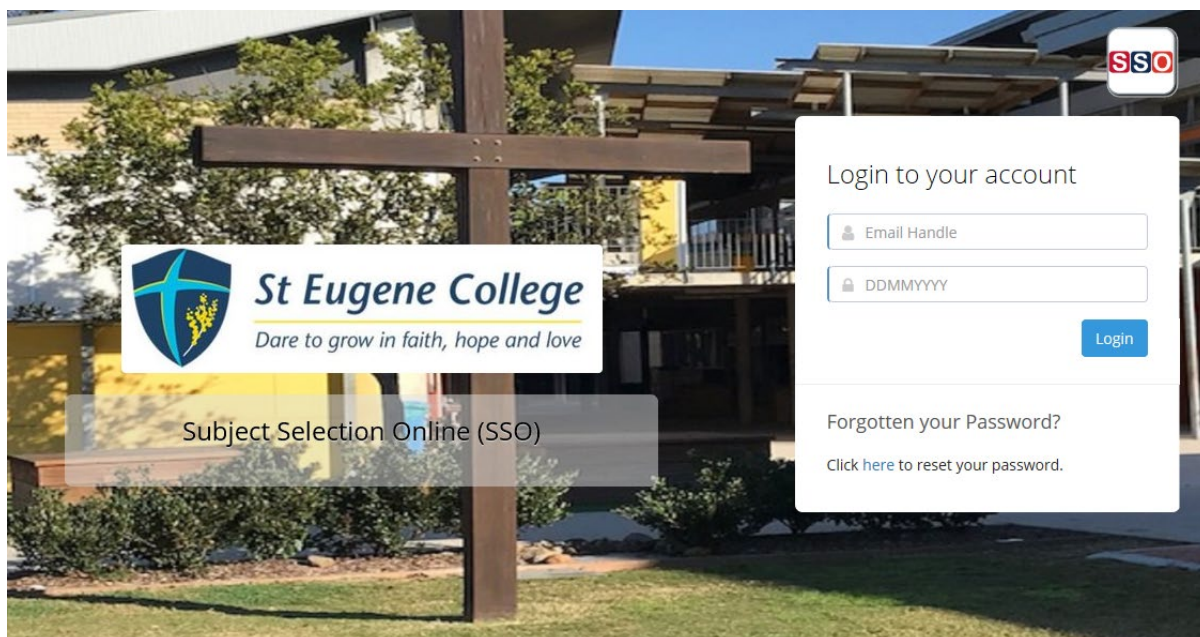 SSO
Login to your account
Email Handle
DDMMYYYY
Login
St Eugene College
Dare to grow in faith, hope and love
Subject Selection Online (SSO)
Forgotten your Password?
Click here to reset your password.